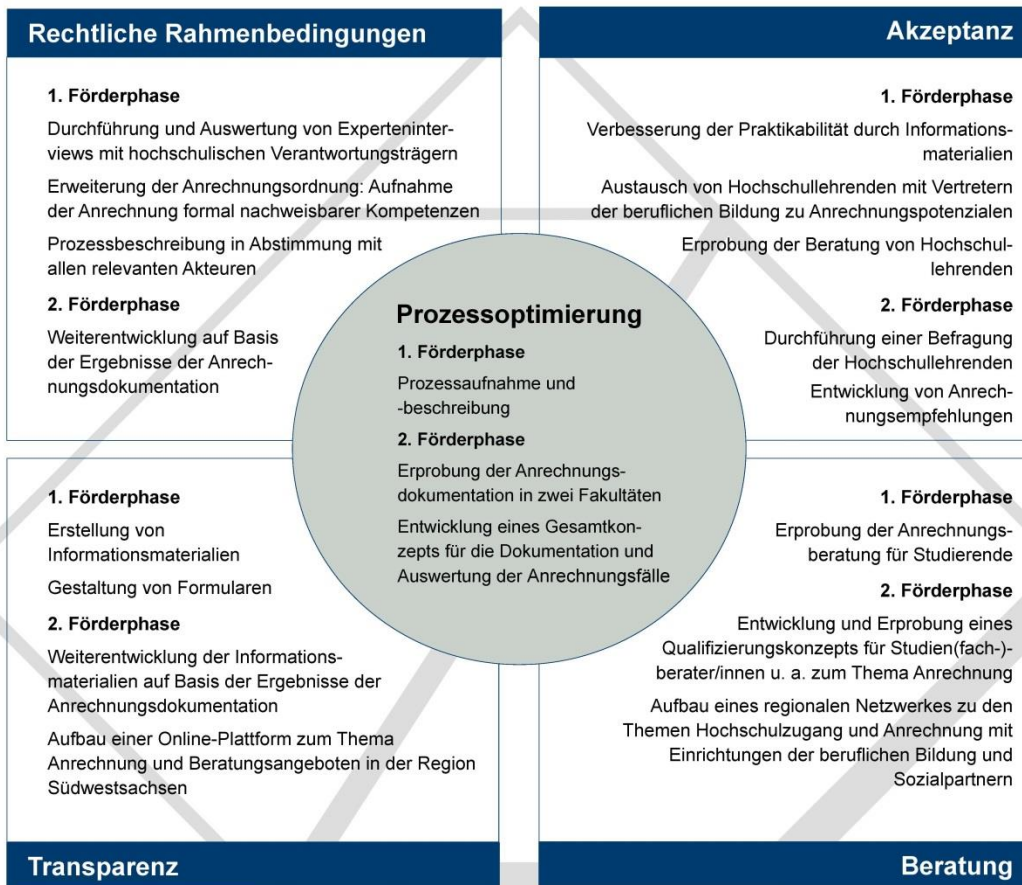 Rechtliche Rahmenbedingungen
1. Förderphase
Durchführung und Auswertung von Experteninter-
views mit hochschulischen Verantwortungsträgern
Erweiterung der Anrechnungsordnung: Aufnahme
der Anrechnung formal nachweisbarer Kompetenzen
Prozessbeschreibung in Abstimmung mit
allen relevanten Akteuren
2. Förderphase
Weiterentwicklung auf Basis
der Ergebnisse der Anrech-
nungsdokumentation
Akzeptanz
1. Förderphase
Verbesserung der Praktikabilität durch Informations-
materialien
Austausch von Hochschullehrenden mit Vertretern
der beruflichen Bildung zu Anrechnungspotenzialen
Erprobung der Beratung von Hochschul-
lehrenden
2. Förderphase
Durchführung einer Befragung
der Hochschullehrenden
Entwicklung von Anrech-
nungsempfehlungen
Prozessoptimierung
1. Förderphase
Prozessaufnahme und
-beschreibung
2. Förderphase
Erprobung der Anrechnungs-
dokumentation in zwei Fakultäten
Entwicklung eines Gesamtkon-
zepts für die Dokumentation und
Auswertung der Anrechnungsfälle
1. Förderphase
Erstellung von
Informationsmaterialien
Gestaltung von Formularen
2. Förderphase
Weiterentwicklung der Informations-
materialien auf Basis der Ergebnisse der
Anrechnungsdokumentation
Aufbau einer Online-Plattform zum Thema
Anrechnung und Beratungsangeboten in der Region
Südwestsachsen
Transparenz
1. Förderphase
Erprobung der Anrechnungs-
beratung für Studierende
2. Förderphase
Entwicklung und Erprobung eines
Qualifizierungskonzepts für Studien(fach-)-
berater/innen u. a. zum Thema Anrechnung
Aufbau eines regionalen Netzwerkes zu den
Themen Hochschulzugang und Anrechnung mit
Einrichtungen der beruflichen Bildung und
Sozialpartnern
Beratung